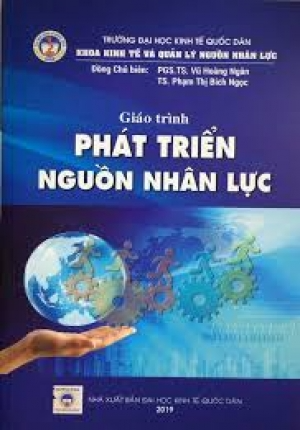 TRƯỜNG ĐẠI HỌC KINH TẾ QUỐC DÂN
KHOA KINH TẾ VÀ QUẢN LÝ NGUỒN NHÂN LỰC
Đồng Chủ biên: PGS.TS. Vũ Hoàng Ngân
TS. Phạm Thị Bích Ngọc
Giáo trình
PHÁT TRIỂN
NGUỒN NHÂN LỰC
NHÀ XUẤT BẢN ĐẠI HỌC KINH TẾ QUỐC DÂN
2019